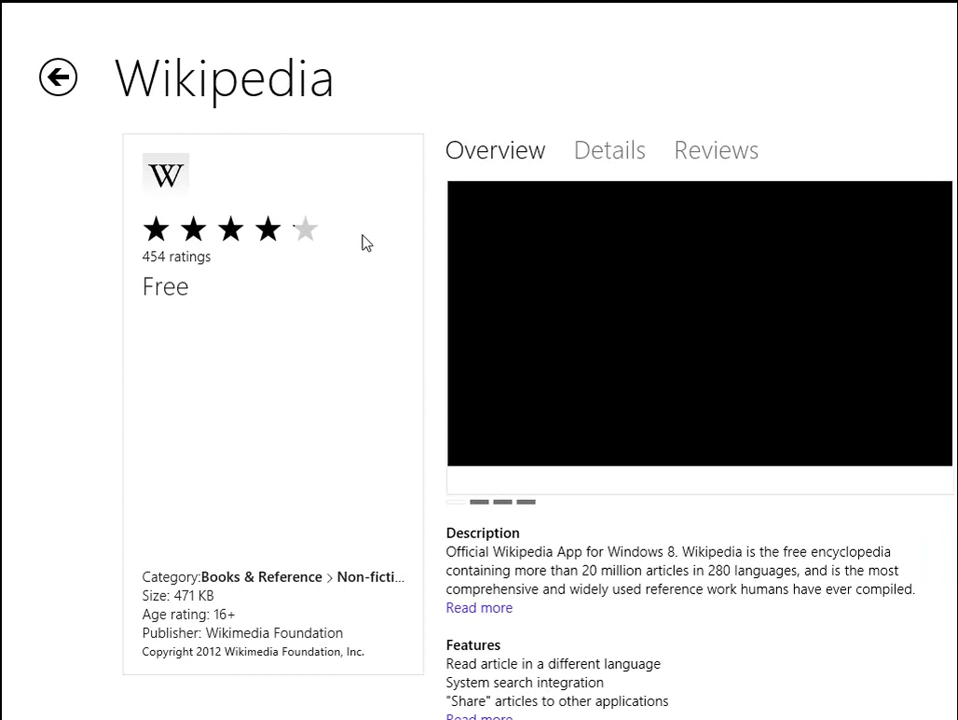 Wikipedia
W
454 ratings
Free
Category:Books & Reference > Non-ficti...
Size: 471 KB
Age rating: 16+
Publisher: Wikimedia Foundation
Copyright 2012 Wikimedia Foundation, Inc.
Overview Details Reviews
Description
Official Wikipedia App for Windows 8. Wikipedia is the free encyclopedia
containing more than 20 million articles in 280 languages, and is the most
comprehensive and widely used reference work humans have ever compiled.
Read more
Features
Read article in a different language
System search integration
"Share" articles to other applications
Read more